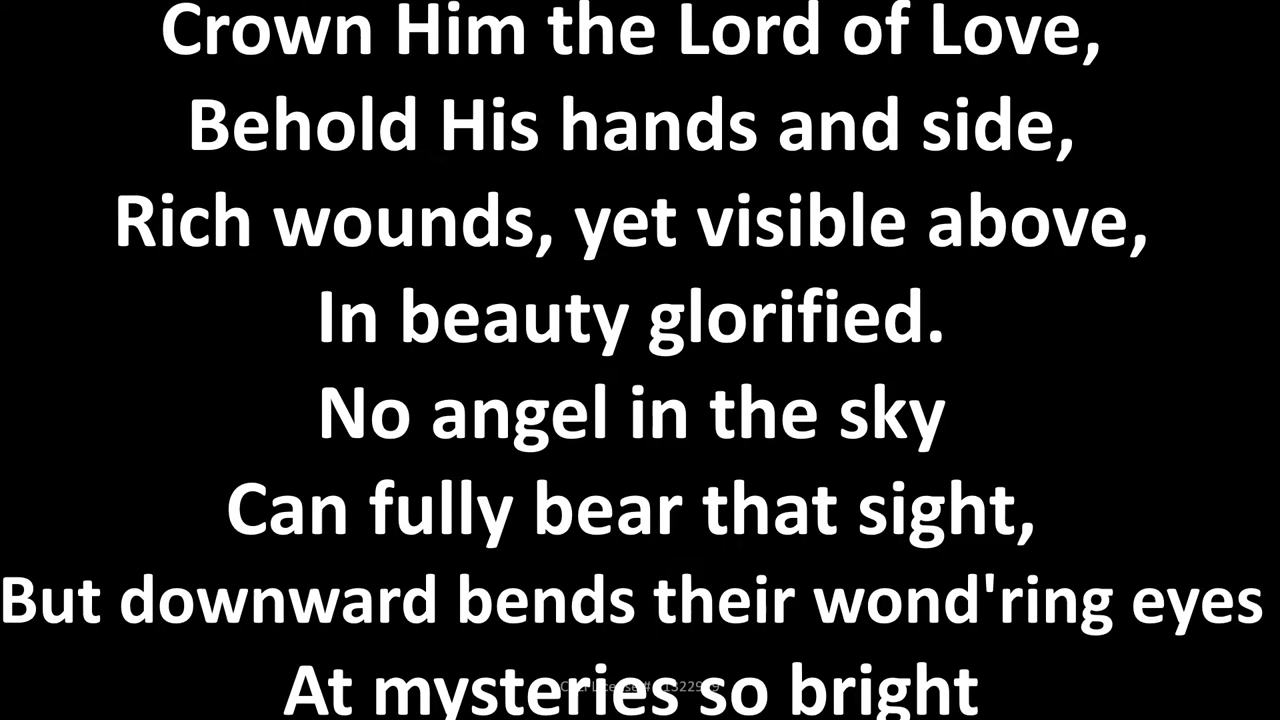 Crown Him the Lord of Love,
Behold His hands and side,
Rich wounds, yet visible above,
In beauty glorified.
No angel in the sky
Can fully bear that sight,
But downward bends their wond'ring eyes
At mysteries so bright